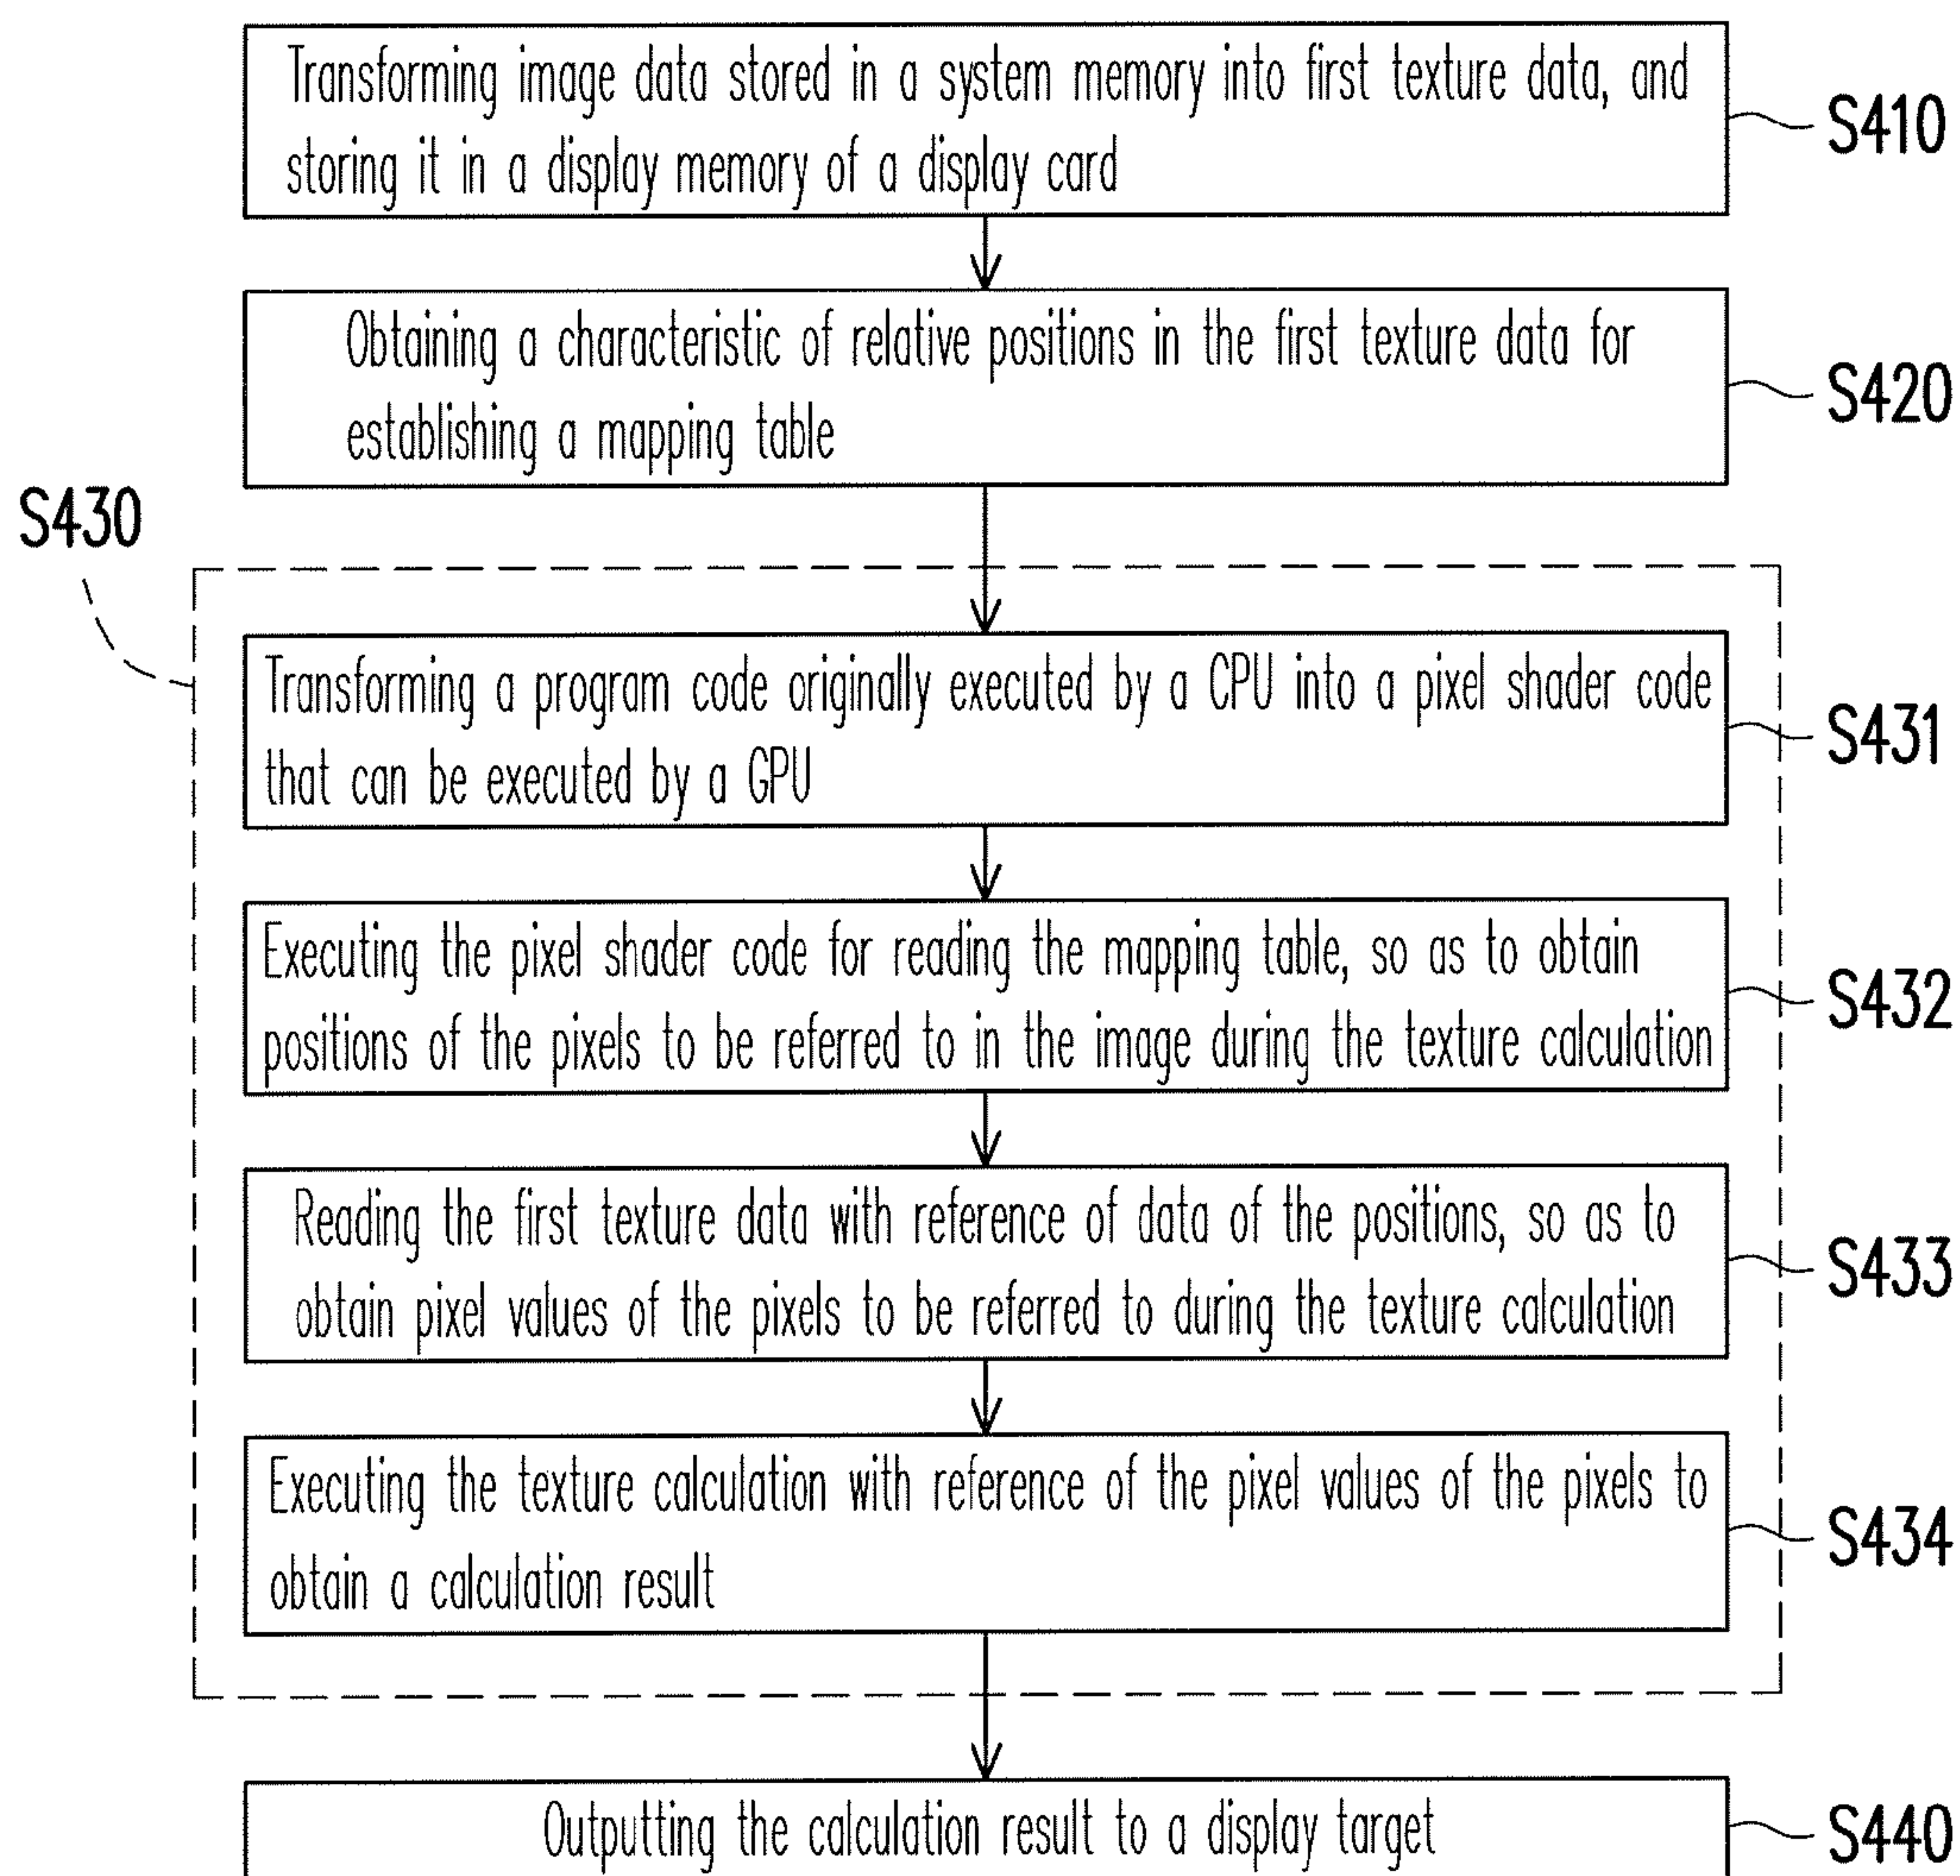 Transforming image data stored in a system memory into first texture data, and
storing it in a display memory of a display card
S410
Obtaining a characteristic of relative positions in the first texture data for
establishing a mapping table
S420
S430
Transforming a program code originally executed by a CPU into a pixel shader code
that can be executed by a GPU
S431
Executing the pixel shader code for reading the mapping table, so as to obtain
positions of the pixels to be referred to in the image during the texture calculation
S432
Reading the first texture data with reference of data of the positions, so as to
obtain pixel values of the pixels to be referred to during the texture calculation
S433
Executing the texture calculation with reference of the pixel values of the pixels to
obtain a calculation result
S434
Outputting the calculation result to a display target
S440